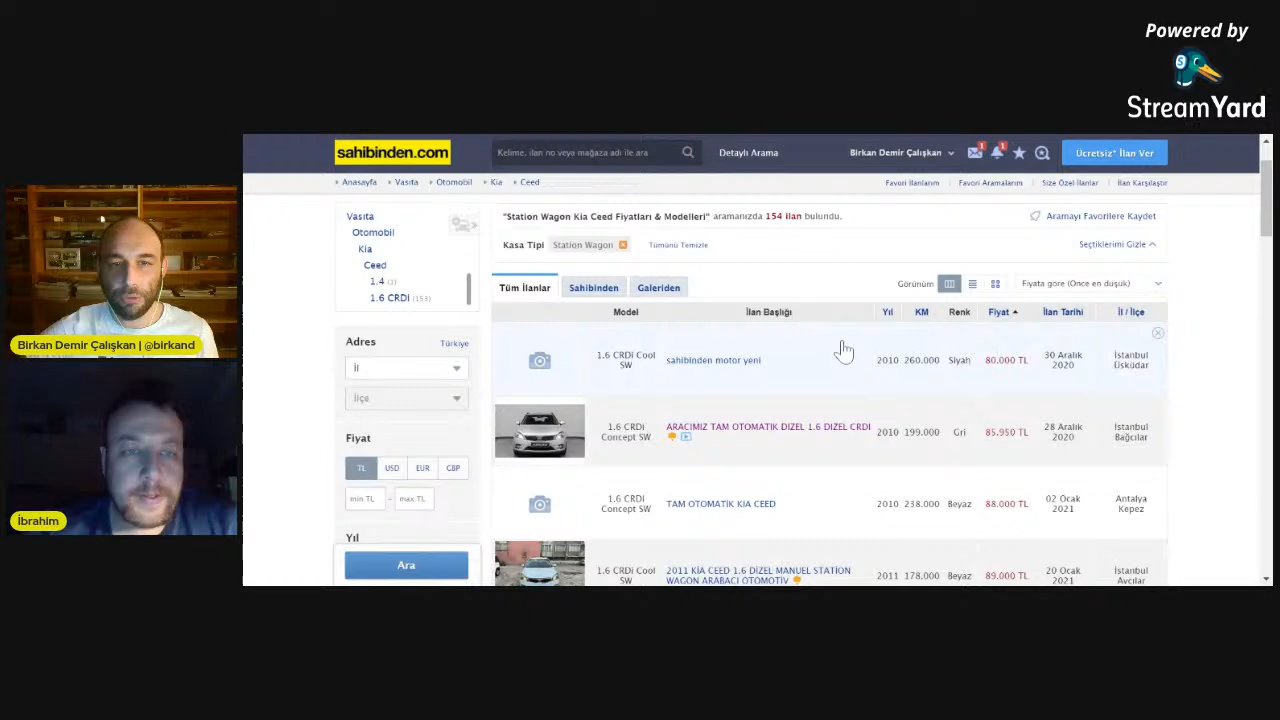 Powered by
StreamYard
sahibinden.com
Kelime, ilan no veya mağaza adı ile ara
Detaylı Arama
Birkan Demir Çalışkan
1
1
Ücretsiz* İlan Ver
Anasayfa Vasıta Otomobil Kia Ceed
Favori İlanlarım Favori Aramalarım Size Özel İlanlar İlan Karşılaştır
Vasıta
Otomobil
Kia
Ceed
1.4
1.6 CRDI (153)
"Station Wagon Kia Ceed Fiyatları & Modelleri" aramanızda 154 ilan bulundu.
Aramayı Favorilere Kaydet
Kasa Tipi Station Wagon Tümünü Temizle
Seçtiklerimi Gizle
Tüm İlanlar Sahibinden Galeriden
Görünüm
Fiyata göre (Önce en düşük)
Model İlan Başlığı Yıl KM Renk Fiyat İlan Tarihi İl / İlçe
1.6 CRDi Cool SW sahibinden motor yeni 2010 260.000 Siyah 80.000 TL 30 Aralık 2020 İstanbul Üsküdar
1.6 CRDi Concept SW ARACIMIZ TAM OTOMATIK DIZEL 1.6 DIZEL CRDI 2010 199.000 Gri 85.950 TL 28 Aralık 2020 İstanbul Bağcılar
1.6 CRDi Concept SW TAM OTOMATİK KIA CEED 2010 238.000 Beyaz 88.000 TL 02 Ocak 2021 Antalya Kepez
1.6 CRDi Cool SW 2011 KİA CEED 1.6 DİZEL MANUEL STATİON WAGON ARABACI OTOMOTİV 2011 178.000 Beyaz 89.000 TL 20 Ocak 2021 İstanbul Avcılar
Adres
Türkiye
İl
İlçe
Fiyat
TL USD EUR GBP
min TL - max TL
Yıl
Ara
Birkan Demir Çalışkan | @birkand
İbrahim